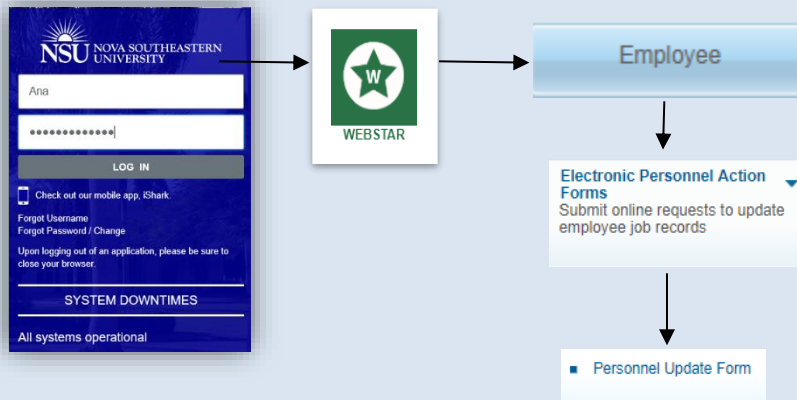 NSU NOVA SOUTHEASTERN
UNIVERSITY
Ana
●●●●●●●●●●●●●
LOG IN
Check out our mobile app, iShark.
Forgot Username
Forgot Password / Change
Upon logging out of an application, please be sure to
close your browser.
SYSTEM DOWNTIMES
All systems operational
W
WEBSTAR
Employee
Electronic Personnel Action
Forms
Submit online requests to update
employee job records
Personnel Update Form